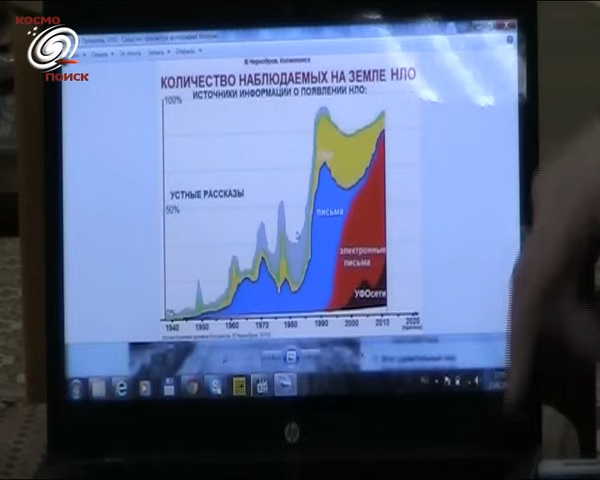 КОСМО
ПОИСК
В.Чернобров, Космопоиск
КОЛИЧЕСТВО НАБЛЮДАЕМЫХ НА ЗЕМЛЕ НЛО
ИСТОЧНИКИ ИНФОРМАЦИИ О ПОЯВЛЕНИИ НЛО:
100%
УСТНЫЕ РАССКАЗЫ
50%
письма
электронные
письма
УФОсети
1940 1950 1960 1970 1980 1990 2000 2010 2020
hp